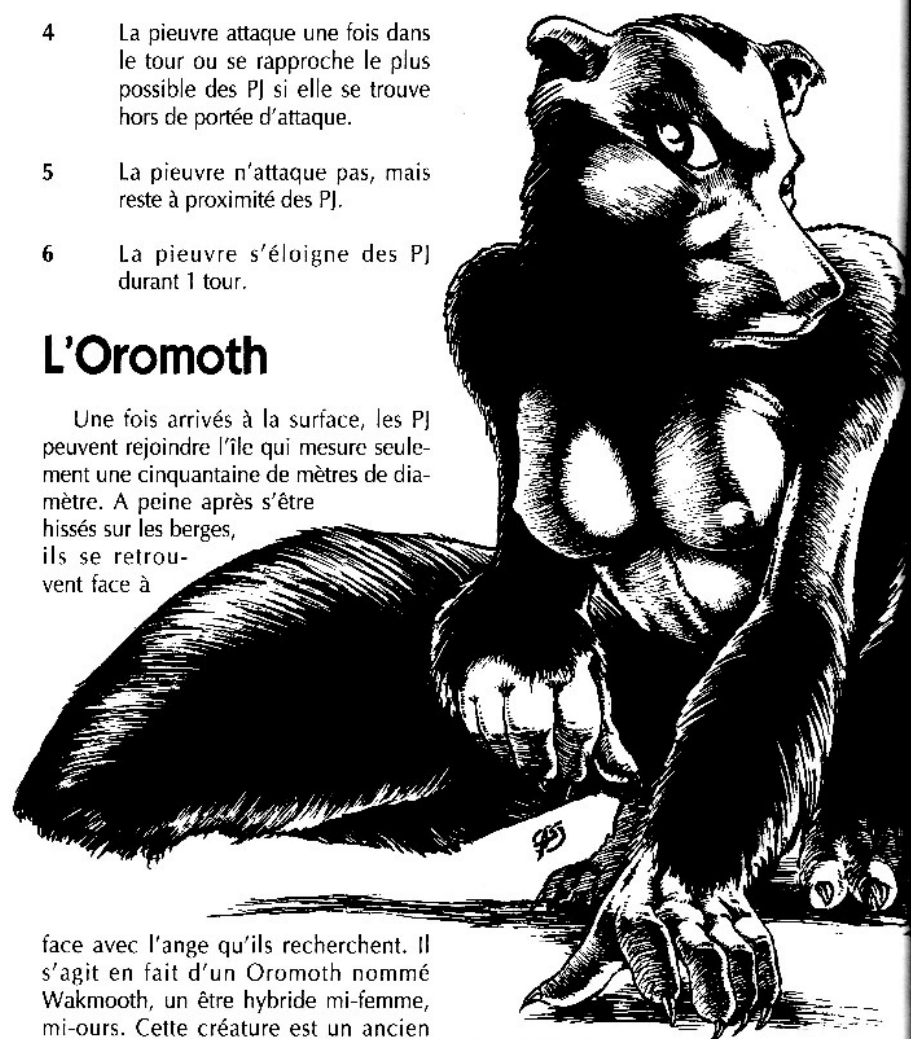 4 La pieuvre attaque une fois dans
le tour ou se rapproche le plus
possible des PJ si elle se trouve
hors de portée d'attaque.
5 La pieuvre n'attaque pas, mais
reste à proximité des PJ.
6 La pieuvre s'éloigne des PJ
durant 1 tour.
L'Oromoth
Une fois arrivés à la surface, les PJ
peuvent rejoindre l'île qui mesure seule-
ment une cinquantaine de mètres de dia-
mètre. A peine après s'être
hissés sur les berges,
ils se retrou-
vent face à
face avec l'ange qu'ils recherchent. Il
s'agit en fait d'un Oromoth nommé
Wakmooth, un être hybride mi-femme,
mi-ours. Cette créature est un ancien